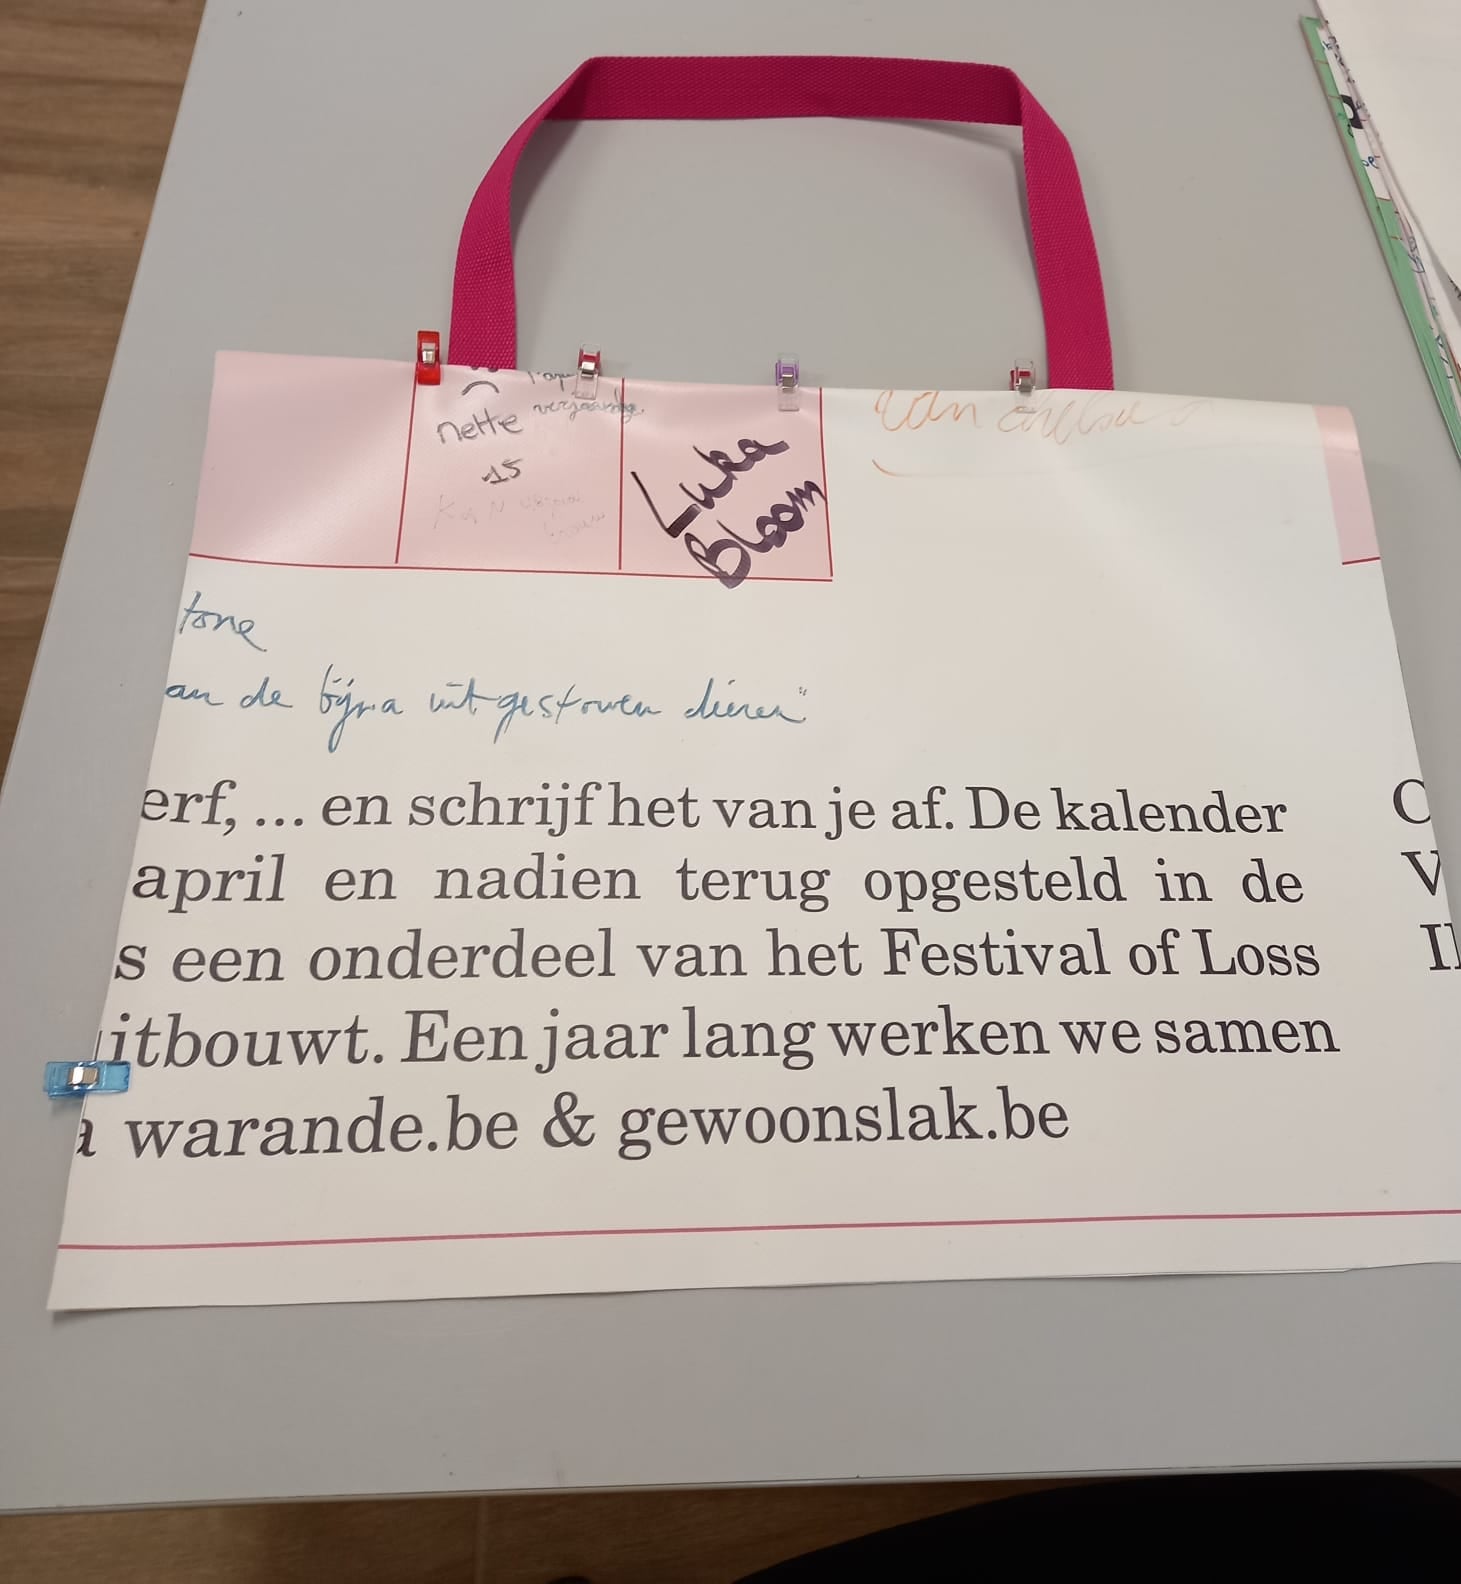 nette
15
Luka
Bloom
tone
an de bijna uitgestorven dieren"
erf, ... en schrijf het van je af. De kalender
april en nadien terug opgesteld in de
s een onderdeel van het Festival of Loss
itbouwt. Een jaar lang werken we samen
a warande.be & gewoonslak.be
C
V